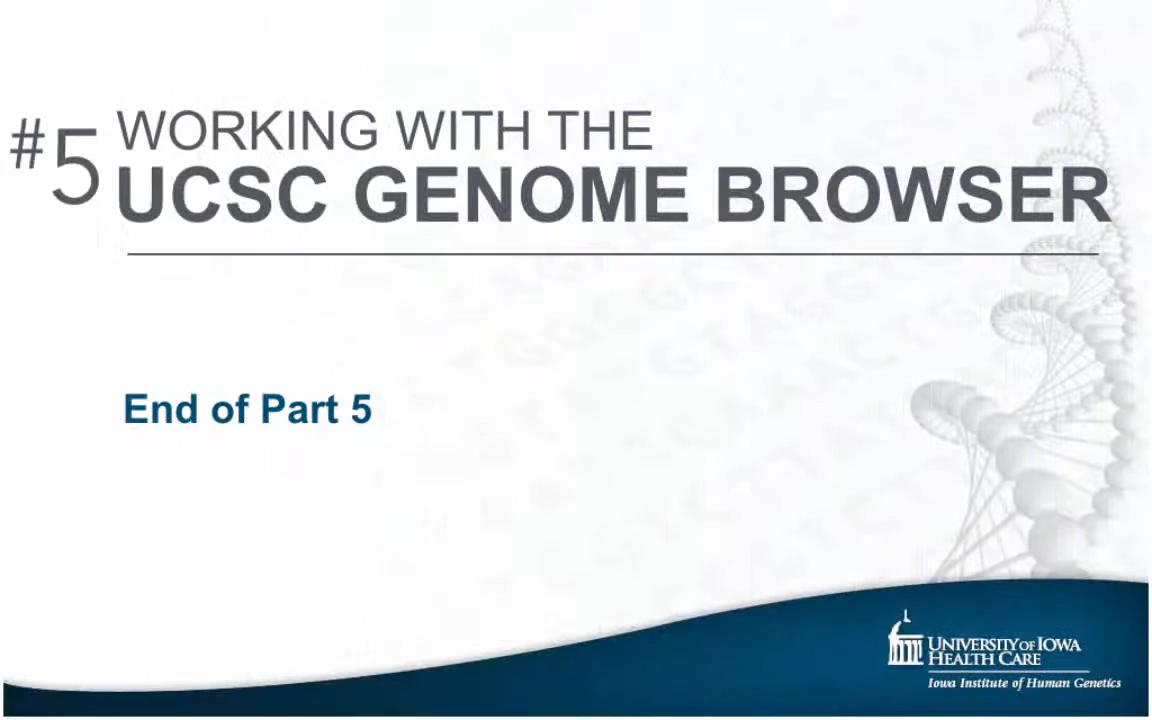 #5 WORKING WITH THE
UCSC GENOME BROWSER
End of Part 5
UNIVERSITY OF IOWA
HEALTH CARE
Iowa Institute of Human Genetics